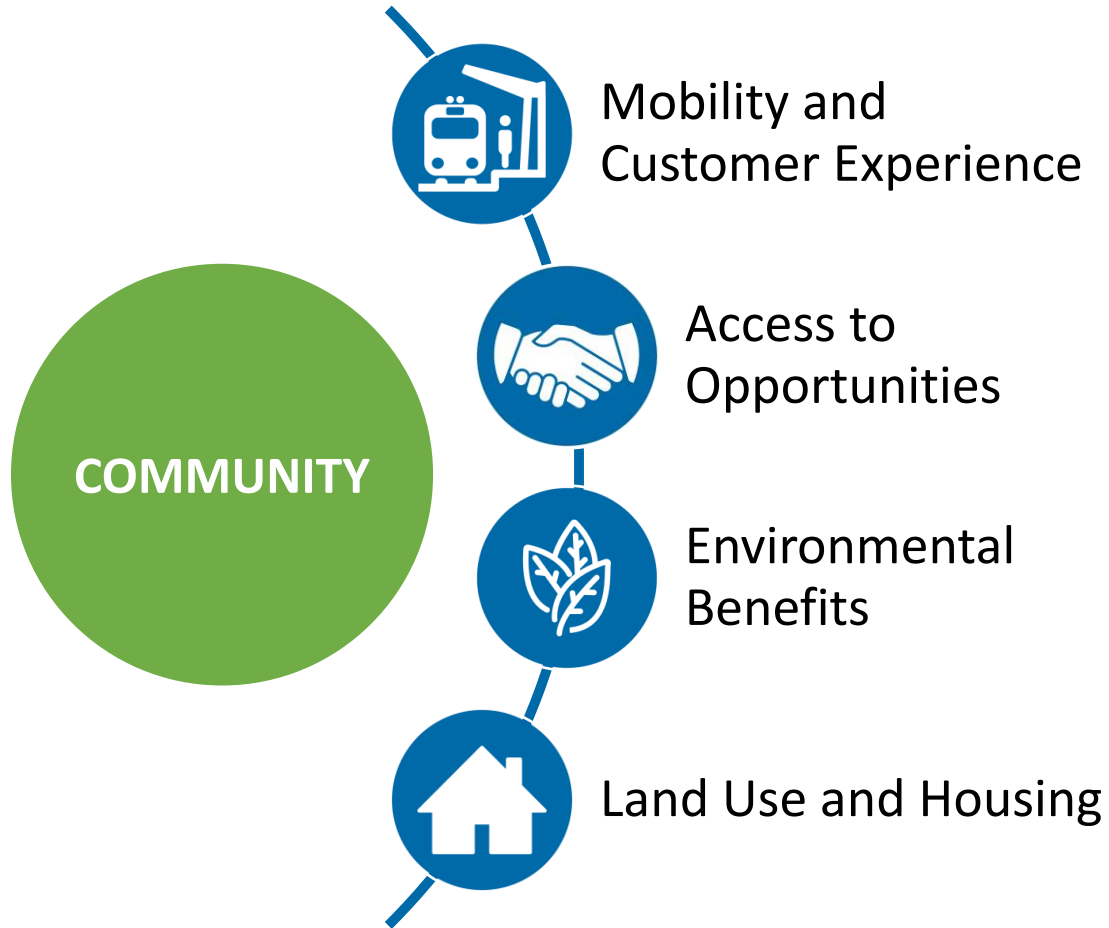 Mobility and
Customer Experience
Access to
Opportunities
COMMUNITY
Environmental
Benefits
Land Use and Housing